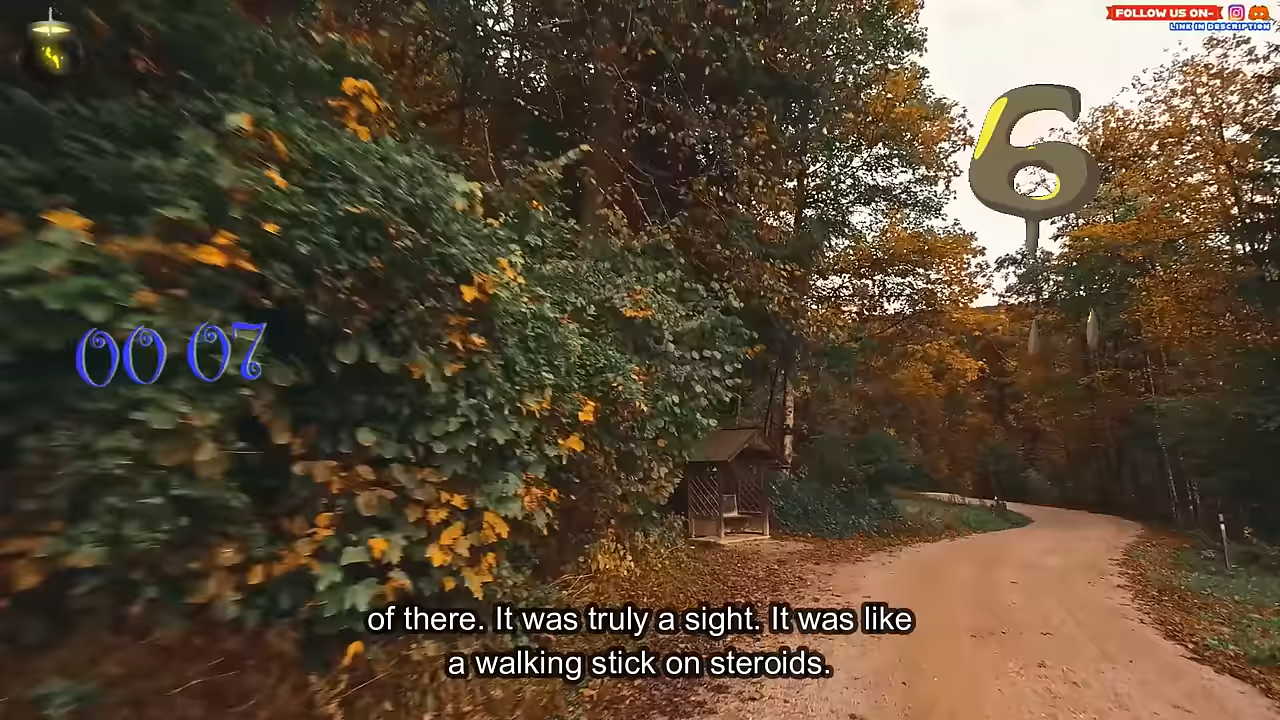 FOLLOW US ON-
LINK IN DESCRIPTION
6
00 07
of there. It was truly a sight. It was like
a walking stick on steroids.